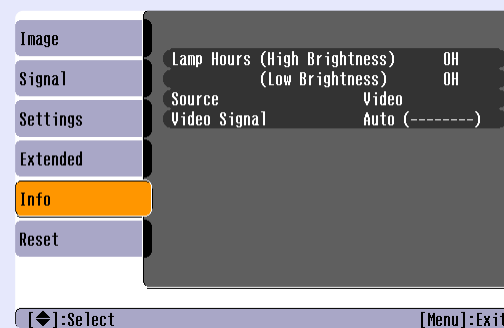 Image
Signal
Settings
Extended
Info
Reset
Lamp Hours (High Brightness) 0H
(Low Brightness) 0H
Source Video
Video Signal Auto (--------)
[◆]:Select [Menu]:Exit